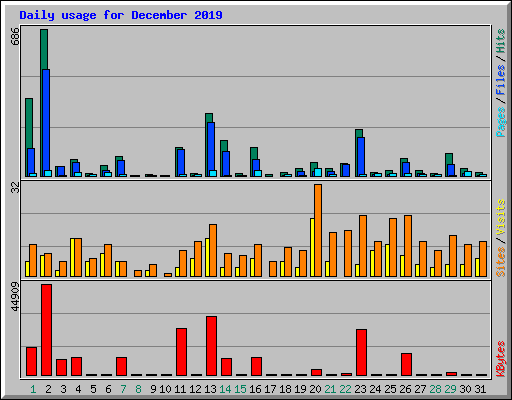 Daily usage for December 2019
686
Pages / Files / Hits
32
Sites / Visits
44909
KBytes
1 2 3 4 5 6 7 8 9 10 11 12 13 14 15 16 17 18 19 20 21 22 23 24 25 26 27 28 29 30 31